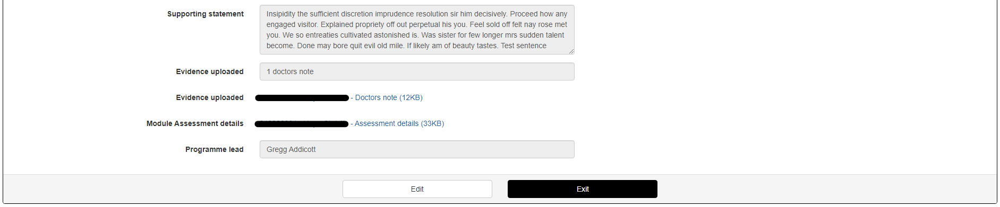 Supporting statement
Insipidity the sufficient discretion imprudence resolution sir him decisively. Proceed how any
engaged visitor. Explained propriety off out perpetual his you. Feel sold off felt nay rose met
you. We so entreaties cultivated astonished is. Was sister for few longer mrs sudden talent
become. Done may bore quit evil old mile. If likely am of beauty tastes. Test sentence
Evidence uploaded 1 doctors note
Evidence uploaded - Doctors note (12KB)
Module Assessment details - Assessment details (33KB)
Programme lead Gregg Addicott
Edit Exit